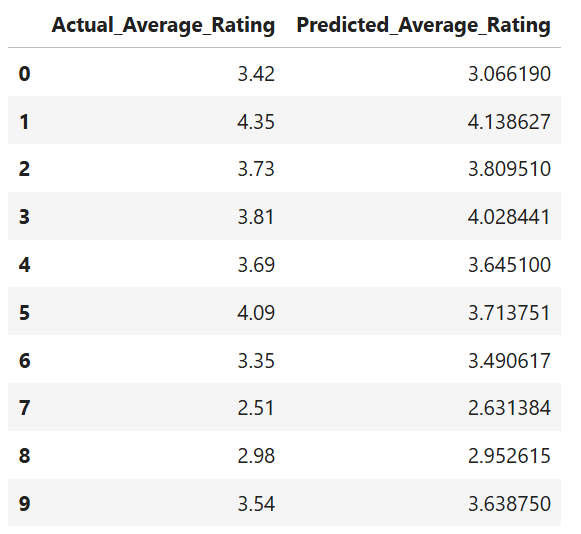 Actual_Average_Rating Predicted_Average_Rating
0 3.42 3.066190
1 4.35 4.138627
2 3.73 3.809510
3 3.81 4.028441
4 3.69 3.645100
5 4.09 3.713751
6 3.35 3.490617
7 2.51 2.631384
8 2.98 2.952615
9 3.54 3.638750